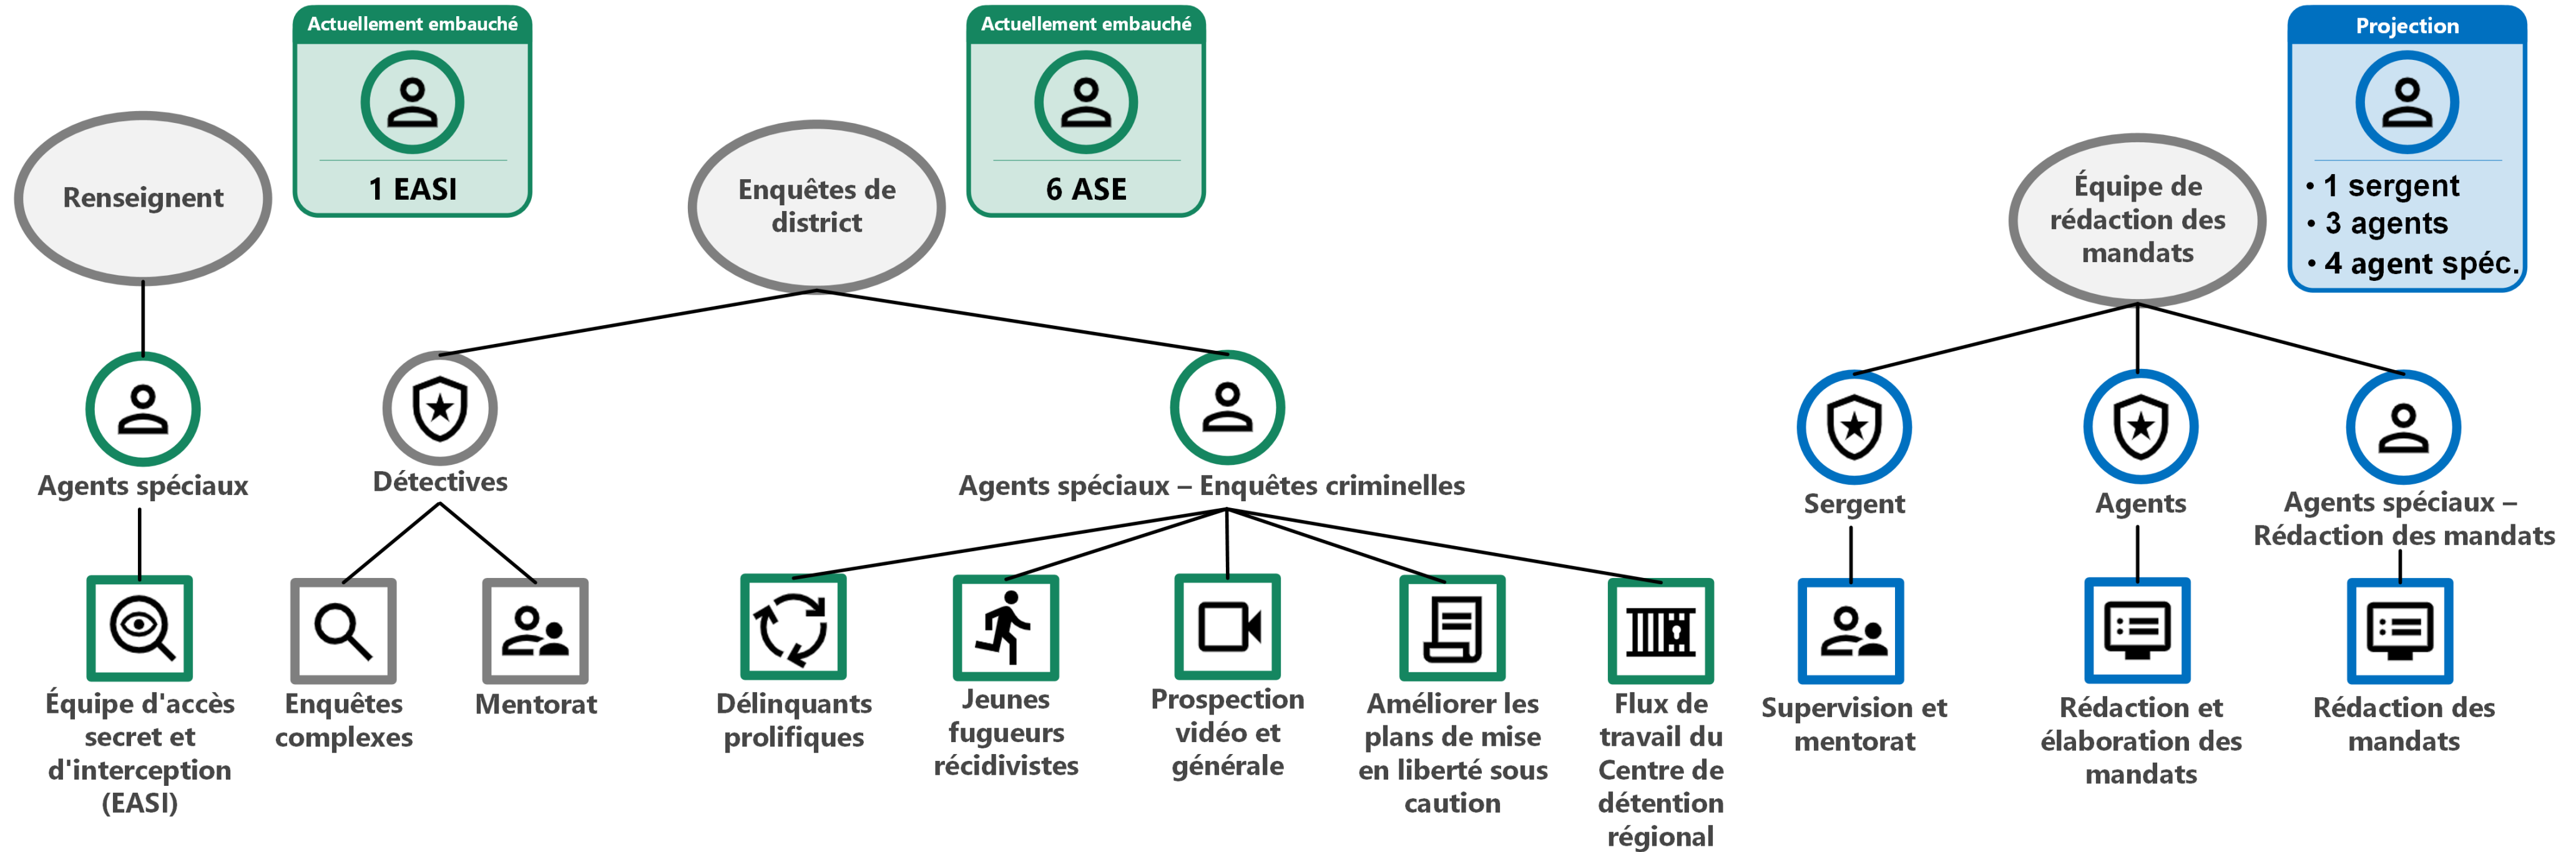 Actuellement embauché
1 EASI
Renseignent
Agents spéciaux
Équipe d'accès
secret et
d'interception
(EASI)
Actuellement embauché
6 ASE
Enquêtes de
district
Détectives
Enquêtes
complexes
Mentorat
Agents spéciaux – Enquêtes criminelles
Délinquants
prolifiques
Jeunes
fugueurs
récidivistes
Prospection
vidéo et
générale
Améliorer les
plans de mise
en liberté sous
caution
Flux de
travail du
Centre de
détention
régional
Projection
• 1 sergent
• 3 agents
• 4 agent spéc.
Équipe de
rédaction des
mandats
Sergent
Supervision et
mentorat
Agents
Rédaction et
élaboration des
mandats
Agents spéciaux –
Rédaction des mandats
Rédaction des
mandats